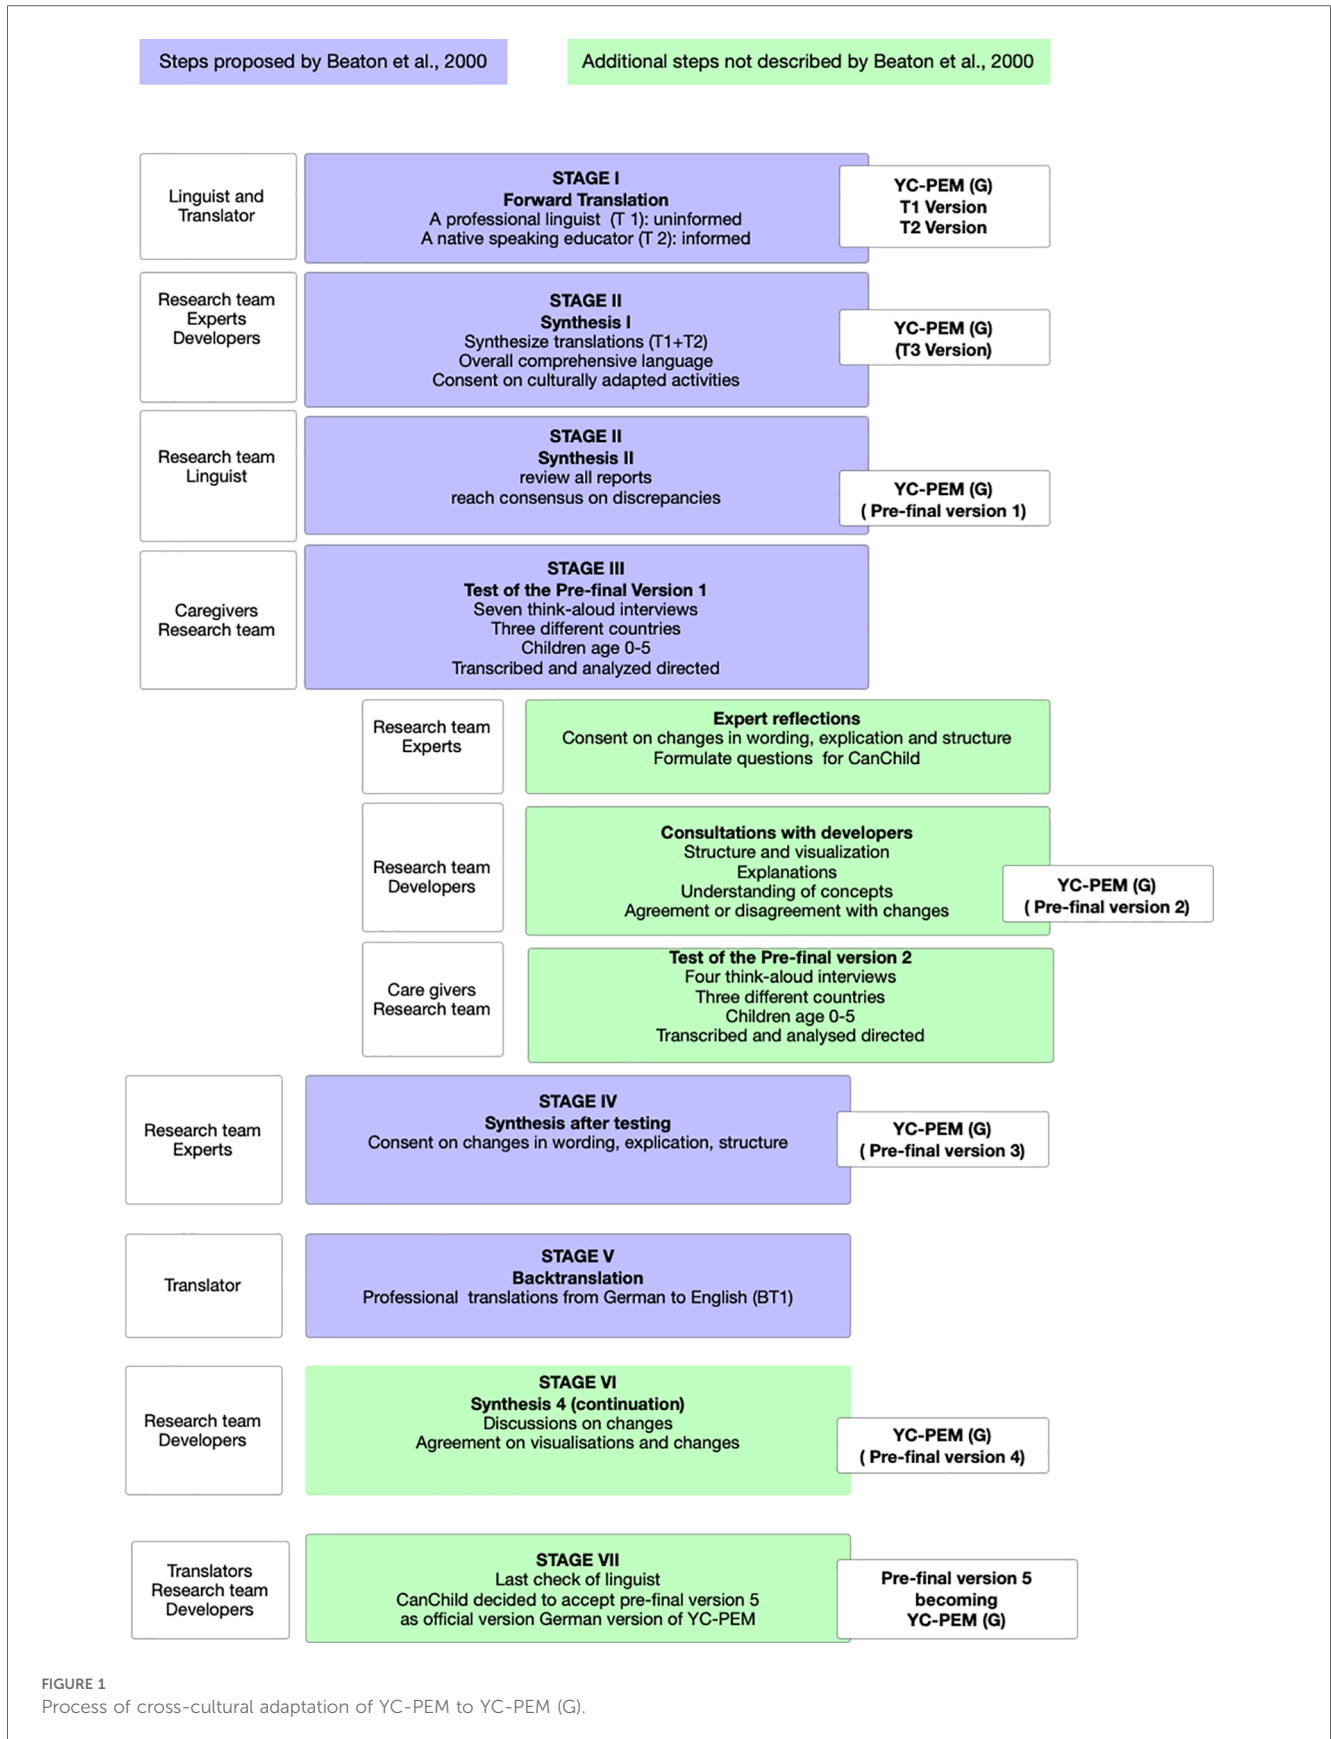 Steps proposed by Beaton et al., 2000
Additional steps not described by Beaton et al., 2000
Linguist and
Translator
STAGE I
Forward Translation
A professional linguist (T 1): uninformed
A native speaking educator (T 2): informed
YC-PEM (G)
T1 Version
T2 Version
Research team
Experts
Developers
STAGE II
Synthesis I
Synthesize translations (T1+T2)
Overall comprehensive language
Consent on culturally adapted activities
YC-PEM (G)
(T3 Version)
Research team
Linguist
STAGE II
Synthesis II
review all reports
reach consensus on discrepancies
YC-PEM (G)
( Pre-final version 1)
Caregivers
Research team
STAGE III
Test of the Pre-final Version 1
Seven think-aloud interviews
Three different countries
Children age 0-5
Transcribed and analyzed directed
Research team
Experts
Expert reflections
Consent on changes in wording, explication and structure
Formulate questions for CanChild
Research team
Developers
Consultations with developers
Structure and visualization
Explanations
Understanding of concepts
Agreement or disagreement with changes
YC-PEM (G)
( Pre-final version 2)
Care givers
Research team
Test of the Pre-final version 2
Four think-aloud interviews
Three different countries
Children age 0-5
Transcribed and analysed directed
Research team
Experts
STAGE IV
Synthesis after testing
Consent on changes in wording, explication, structure
YC-PEM (G)
( Pre-final version 3)
Translator
STAGE V
Backtranslation
Professional translations from German to English (BT1)
Research team
Developers
STAGE VI
Synthesis 4 (continuation)
Discussions on changes
Agreement on visualisations and changes
YC-PEM (G)
( Pre-final version 4)
Translators
Research team
Developers
STAGE VII
Last check of linguist
CanChild decided to accept pre-final version 5
as official version German version of YC-PEM
Pre-final version 5
becoming
YC-PEM (G)
FIGURE 1
Process of cross-cultural adaptation of YC-PEM to YC-PEM (G).